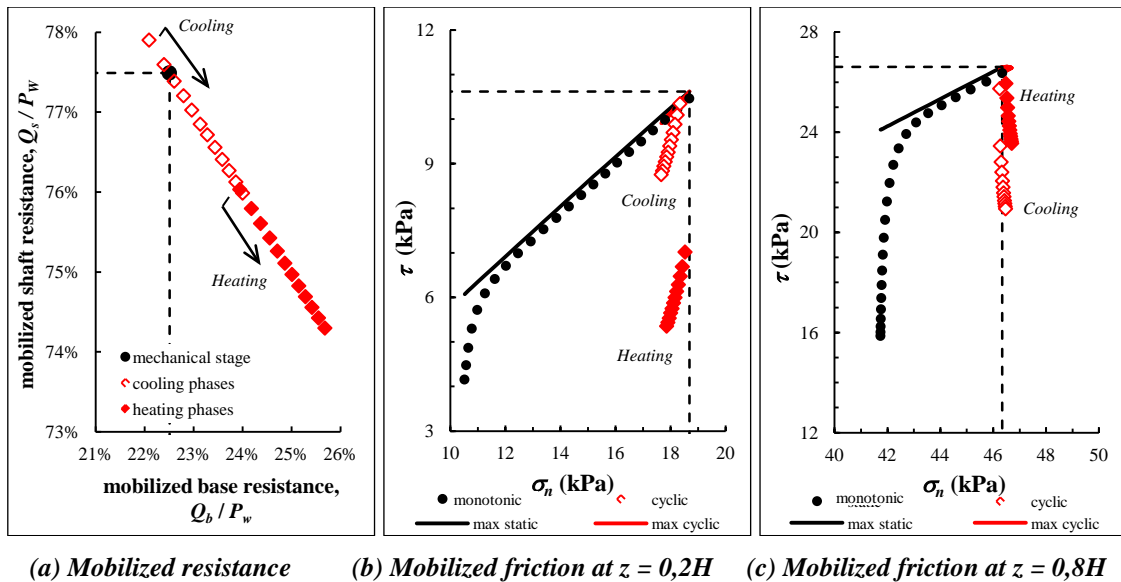 78%
77%
76%
75%
74%
73%
21% 22% 23% 24% 25% 26%
mobilized shaft resistance, Qs / PW
mobilized base resistance,
Qb / Pw
Cooling
Heating
mechanical stage
cooling phases
heating phases
12
9
6
3
10 12 14 16 18 20
τ (kPa)
σn (kPa)
Cooling
Heating
monotonic
cyclic
max static
max cyclic
28
24
20
16
12
40 42 44 46 48 50
τ (kPa)
σn (kPa)
Heating
Cooling
monotonic
cyclic
max static
max cyclic
(a) Mobilized resistance
(b) Mobilized friction at z = 0,2H
(c) Mobilized friction at z = 0,8H